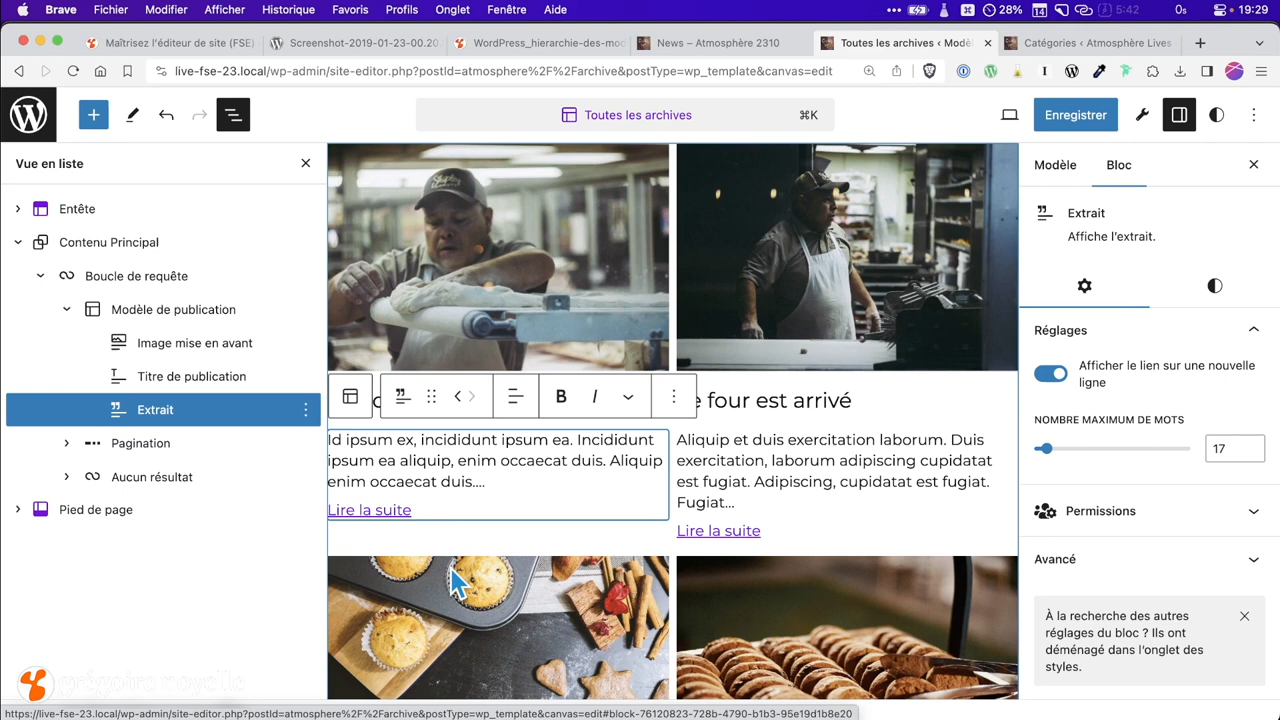 Brave Fichier Modifier Afficher Historique Favoris Profils Onglet Fenêtre Aide 28% 14 5:42 0s 19:29
Maîtrisez l'éditeur de site (FSE)
Screenshot-2019-01-23-00.20
WordPress_hierarchie-des-mod
News – Atmosphère 2310
Toutes les archives ‹ Modèl
Catégories ‹ Atmosphère Lives
live-fse-23.local/wp-admin/site-editor.php?postId=atmosphere%2F%2Farchive&postType=wp_template&canvas=edit
Toutes les archives ⌘K
Enregistrer
Vue en liste
Entête
Contenu Principal
Boucle de requête
Modèle de publication
Image mise en avant
Titre de publication
Extrait
Pagination
Aucun résultat
Pied de page
B I
four est arrivé
Id ipsum ex, incididunt ipsum ea. Incididunt
ipsum ea aliquip, enim occaecat duis. Aliquip
enim occaecat duis.…
Lire la suite
Aliquip et duis exercitation laborum. Duis
exercitation, laborum adipiscing cupidatat
est fugiat. Adipiscing, cupidatat est fugiat.
Fugiat…
Lire la suite
Modèle Bloc
Extrait
Affiche l'extrait.
Réglages
Afficher le lien sur une nouvelle
ligne
NOMBRE MAXIMUM DE MOTS
17
Permissions
Avancé
À la recherche des autres
réglages du bloc ? Ils ont
déménagé dans l'onglet des
styles.
https://live-fse-23.local/wp-admin/site-editor.php?postId=atmosphere%2F%2Farchive&postType=wp_template&canvas=edit#block-76120823-728b-4790-b1b3-95e19d1b8e20